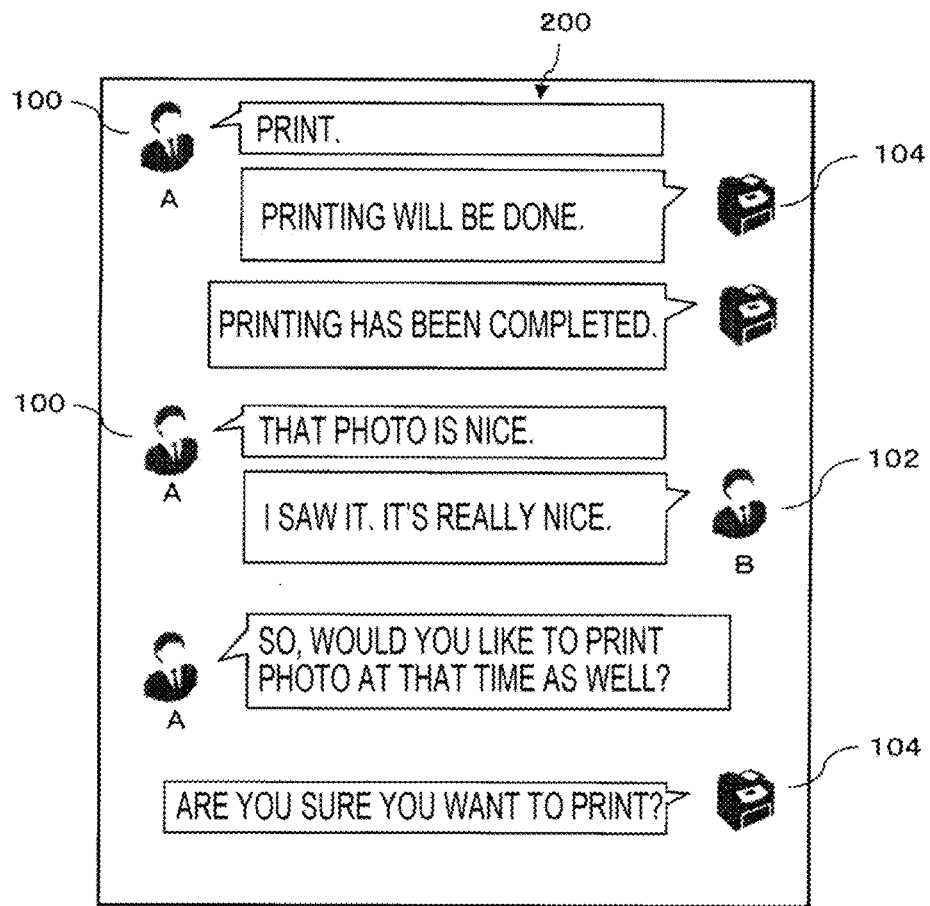 200
100
PRINT.
A
104
PRINTING WILL BE DONE.
PRINTING HAS BEEN COMPLETED.
100
THAT PHOTO IS NICE.
A
102
I SAW IT. IT'S REALLY NICE.
B
SO, WOULD YOU LIKE TO PRINT
PHOTO AT THAT TIME AS WELL?
A
104
ARE YOU SURE YOU WANT TO PRINT?